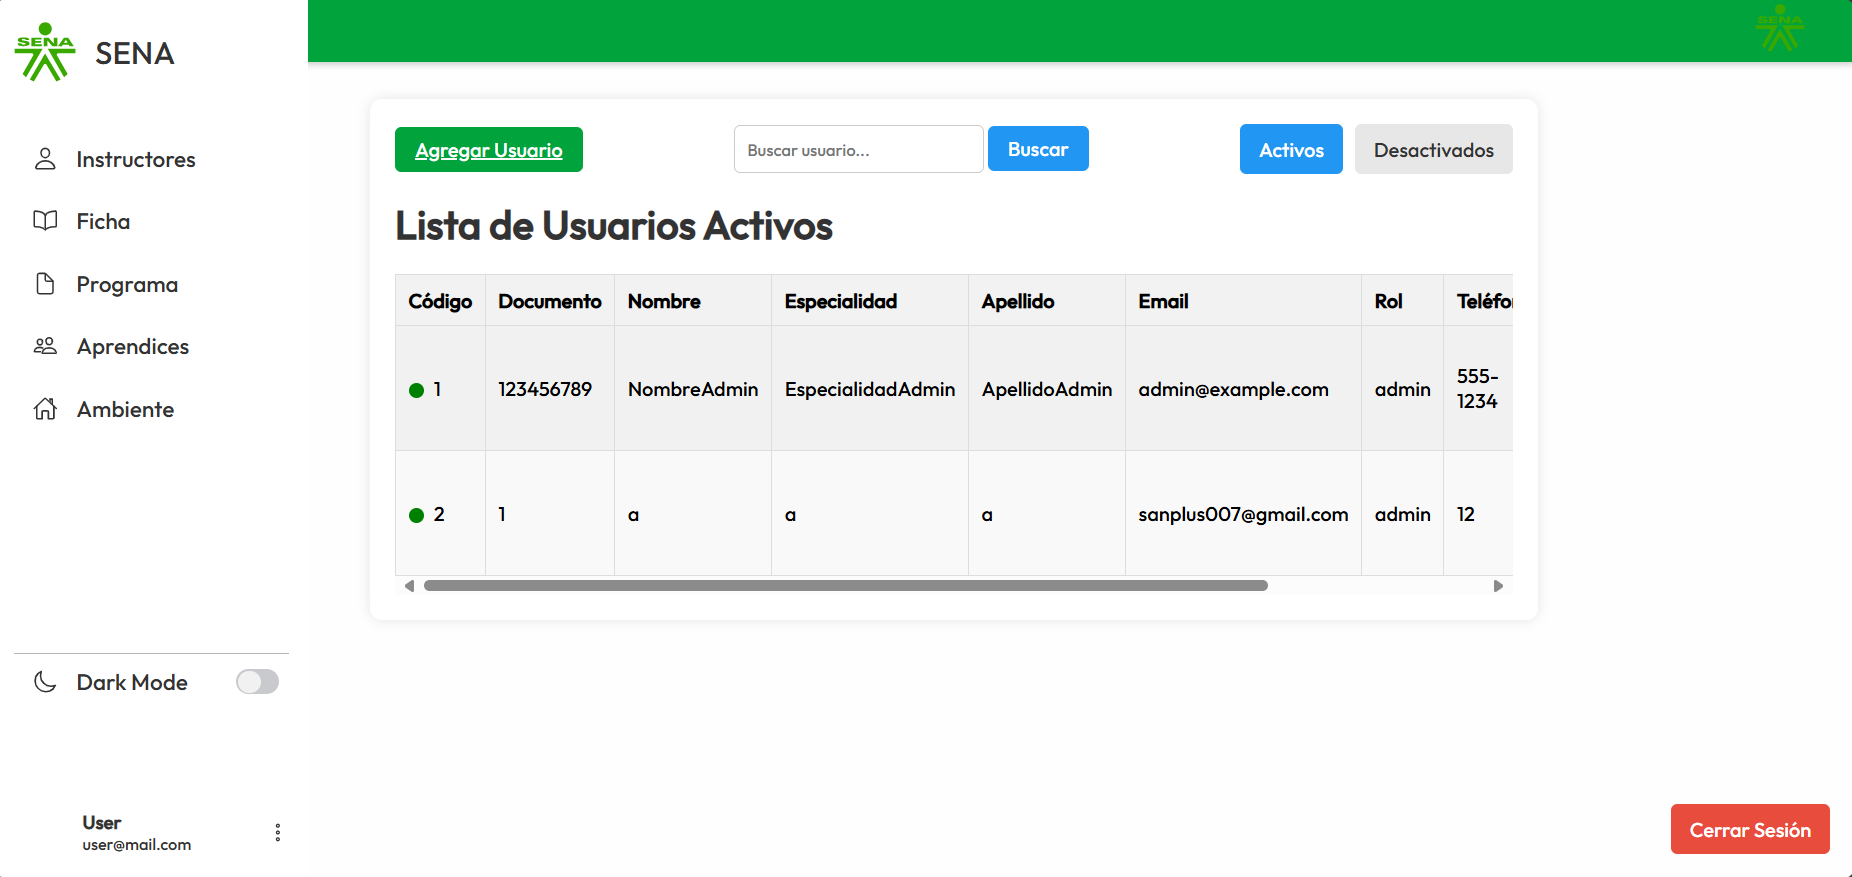 SENA
SENA
SENA
Instructores
Ficha
Programa
Aprendices
Ambiente
Dark Mode
User
user@mail.com
Agregar Usuario
Buscar usuario...
Buscar
Activos
Desactivados
Lista de Usuarios Activos
Código Documento Nombre Especialidad Apellido Email Rol Teléfo
1 123456789 NombreAdmin EspecialidadAdmin ApellidoAdmin admin@example.com admin 555-
1234
2 1 a a a sanplus007@gmail.com admin 12
Cerrar Sesión